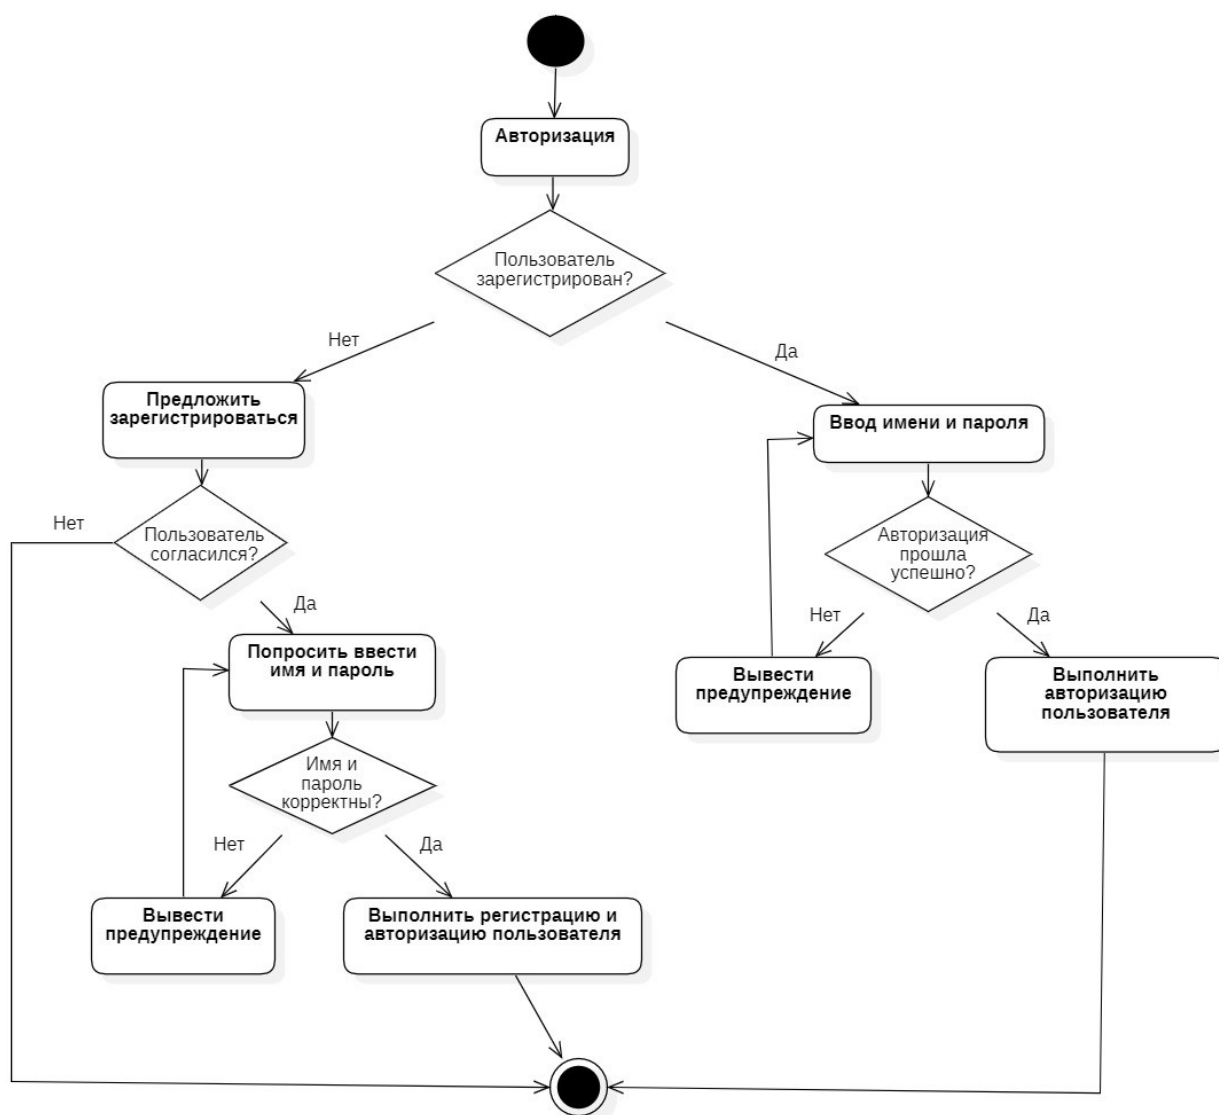 Авторизация
Пользователь
зарегистрирован?
Нет
Да
Предложить
зарегистрироваться
Ввод имени и пароля
Нет
Пользователь
согласился?
Авторизация
прошла
успешно?
Да
Нет
Да
Попросить ввести
имя и пароль
Вывести
предупреждение
Выполнить
авторизацию
пользователя
Имя и
пароль
корректны?
Нет
Да
Вывести
предупреждение
Выполнить регистрацию и
авторизацию пользователя